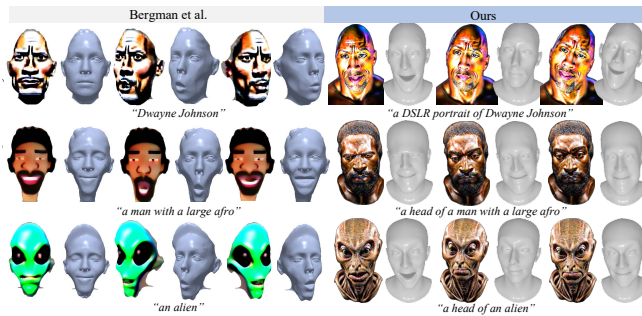 Bergman et al.
Ours
"Dwayne Johnson"
"a DSLR portrait of Dwayne Johnson"
"a man with a large afro"
"a head of a man with a large afro"
"an alien"
"a head of an alien"